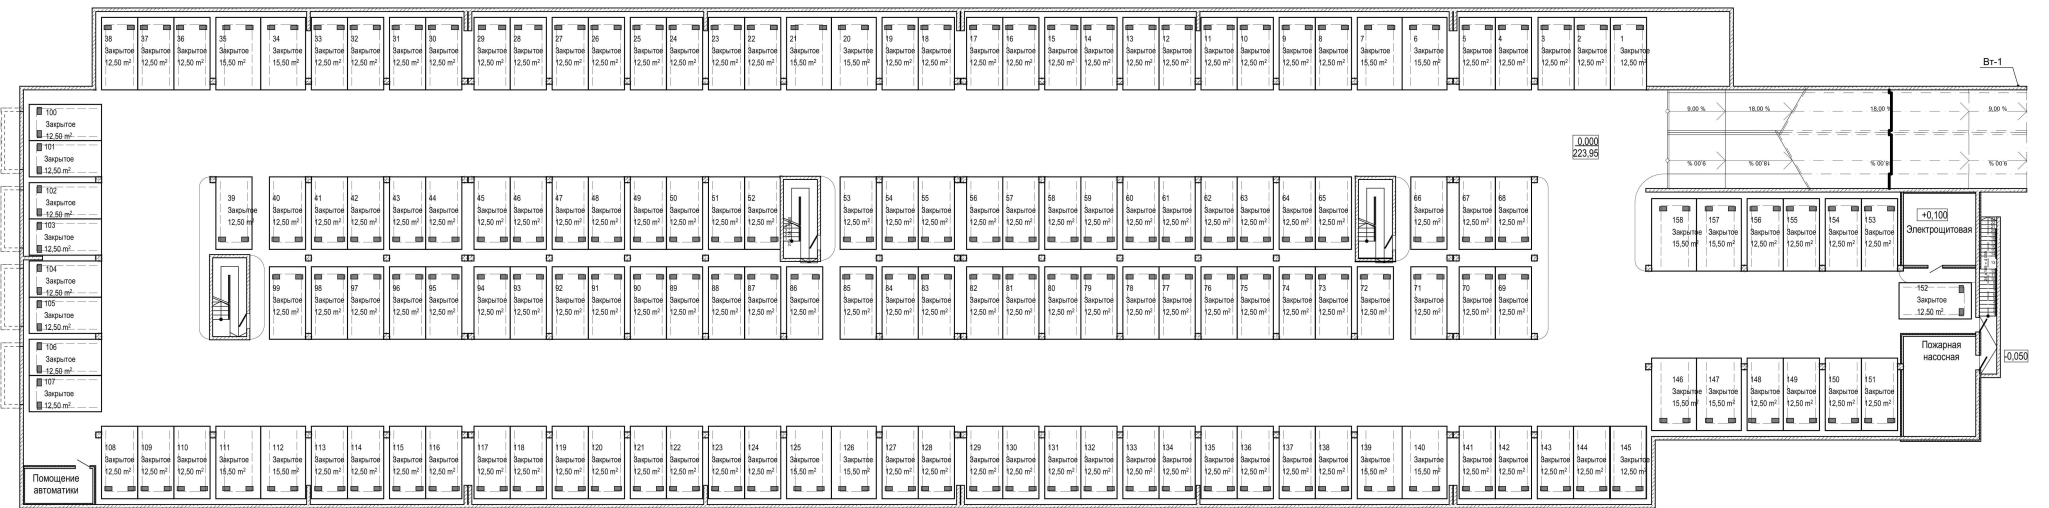 38 37 36 35 34 33 32 31 30 29 28 27 26 25 24 23 22 21 20 19 18 17 16 15 14 13 12 11 10 9 8 7 6 5 4 3 2 1
Закрытое Закрытое Закрытое Закрытое Закрытое Закрытое Закрытое Закрытое Закрытое Закрытое Закрытое Закрытое Закрытое Закрытое Закрытое Закрытое Закрытое Закрытое Закрытое Закрытое Закрытое Закрытое Закрытое Закрытое Закрытое Закрытое Закрытое Закрытое Закрытое Закрытое Закрытое Закрытое Закрытое Закрытое Закрытое Закрытое Закрытое Закрытое
12,50 m² 12,50 m² 12,50 m² 15,50 m² 15,50 m² 12,50 m² 12,50 m² 12,50 m² 12,50 m² 12,50 m² 12,50 m² 12,50 m² 12,50 m² 12,50 m² 12,50 m² 12,50 m² 12,50 m² 15,50 m² 15,50 m² 12,50 m² 12,50 m² 12,50 m² 12,50 m² 12,50 m² 12,50 m² 12,50 m² 12,50 m² 12,50 m² 12,50 m² 12,50 m² 12,50 m² 15,50 m² 15,50 m² 12,50 m² 12,50 m² 12,50 m² 12,50 m² 12,50 m²
Вт-1
9,00 % 18,00 % 18,00 % 9,00 %
9,00 % 18,00 % 18,00 % 9,00 %
0,000
223,95
100
Закрытое
12,50 m²
101
Закрытое
12,50 m²
102
Закрытое
12,50 m²
103
Закрытое
12,50 m²
104
Закрытое
12,50 m²
105
Закрытое
12,50 m²
106
Закрытое
12,50 m²
107
Закрытое
12,50 m²
39 40 41 42 43 44 45 46 47 48 49 50 51 52 53 54 55 56 57 58 59 60 61 62 63 64 65 66 67 68
Закрытое Закрытое Закрытое Закрытое Закрытое Закрытое Закрытое Закрытое Закрытое Закрытое Закрытое Закрытое Закрытое Закрытое Закрытое Закрытое Закрытое Закрытое Закрытое Закрытое Закрытое Закрытое Закрытое Закрытое Закрытое Закрытое Закрытое Закрытое Закрытое Закрытое
12,50 m² 12,50 m² 12,50 m² 12,50 m² 12,50 m² 12,50 m² 12,50 m² 12,50 m² 12,50 m² 12,50 m² 12,50 m² 12,50 m² 12,50 m² 12,50 m² 12,50 m² 12,50 m² 12,50 m² 12,50 m² 12,50 m² 12,50 m² 12,50 m² 12,50 m² 12,50 m² 12,50 m² 12,50 m² 12,50 m² 12,50 m² 12,50 m² 12,50 m² 12,50 m²
99 98 97 96 95 94 93 92 91 90 89 88 87 86 85 84 83 82 81 80 79 78 77 76 75 74 73 72 71 70 69
Закрытое Закрытое Закрытое Закрытое Закрытое Закрытое Закрытое Закрытое Закрытое Закрытое Закрытое Закрытое Закрытое Закрытое Закрытое Закрытое Закрытое Закрытое Закрытое Закрытое Закрытое Закрытое Закрытое Закрытое Закрытое Закрытое Закрытое Закрытое Закрытое Закрытое Закрытое
12,50 m² 12,50 m² 12,50 m² 12,50 m² 12,50 m² 12,50 m² 12,50 m² 12,50 m² 12,50 m² 12,50 m² 12,50 m² 12,50 m² 12,50 m² 12,50 m² 12,50 m² 12,50 m² 12,50 m² 12,50 m² 12,50 m² 12,50 m² 12,50 m² 12,50 m² 12,50 m² 12,50 m² 12,50 m² 12,50 m² 12,50 m² 12,50 m² 12,50 m² 12,50 m² 12,50 m²
158 157 156 155 154 153
Закрытое Закрытое Закрытое Закрытое Закрытое Закрытое
15,50 m² 15,50 m² 12,50 m² 12,50 m² 12,50 m² 12,50 m²
+0,100
Электрощитовая
152
Закрытое
12,50 m²
Пожарная
насосная
-0,050
146 147 148 149 150 151
Закрытое Закрытое Закрытое Закрытое Закрытое Закрытое
15,50 m² 15,50 m² 12,50 m² 12,50 m² 12,50 m² 12,50 m²
108 109 110 111 112 113 114 115 116 117 118 119 120 121 122 123 124 125 126 127 128 129 130 131 132 133 134 135 136 137 138 139 140 141 142 143 144 145
Закрытое Закрытое Закрытое Закрытое Закрытое Закрытое Закрытое Закрытое Закрытое Закрытое Закрытое Закрытое Закрытое Закрытое Закрытое Закрытое Закрытое Закрытое Закрытое Закрытое Закрытое Закрытое Закрытое Закрытое Закрытое Закрытое Закрытое Закрытое Закрытое Закрытое Закрытое Закрытое Закрытое Закрытое Закрытое Закрытое Закрытое Закрытое
12,50 m² 12,50 m² 12,50 m² 15,50 m² 15,50 m² 12,50 m² 12,50 m² 12,50 m² 12,50 m² 12,50 m² 12,50 m² 12,50 m² 12,50 m² 12,50 m² 12,50 m² 12,50 m² 12,50 m² 15,50 m² 15,50 m² 12,50 m² 12,50 m² 12,50 m² 12,50 m² 12,50 m² 12,50 m² 12,50 m² 12,50 m² 12,50 m² 12,50 m² 12,50 m² 12,50 m² 15,50 m² 15,50 m² 12,50 m² 12,50 m² 12,50 m² 12,50 m² 12,50 m²
Помощение
автоматики